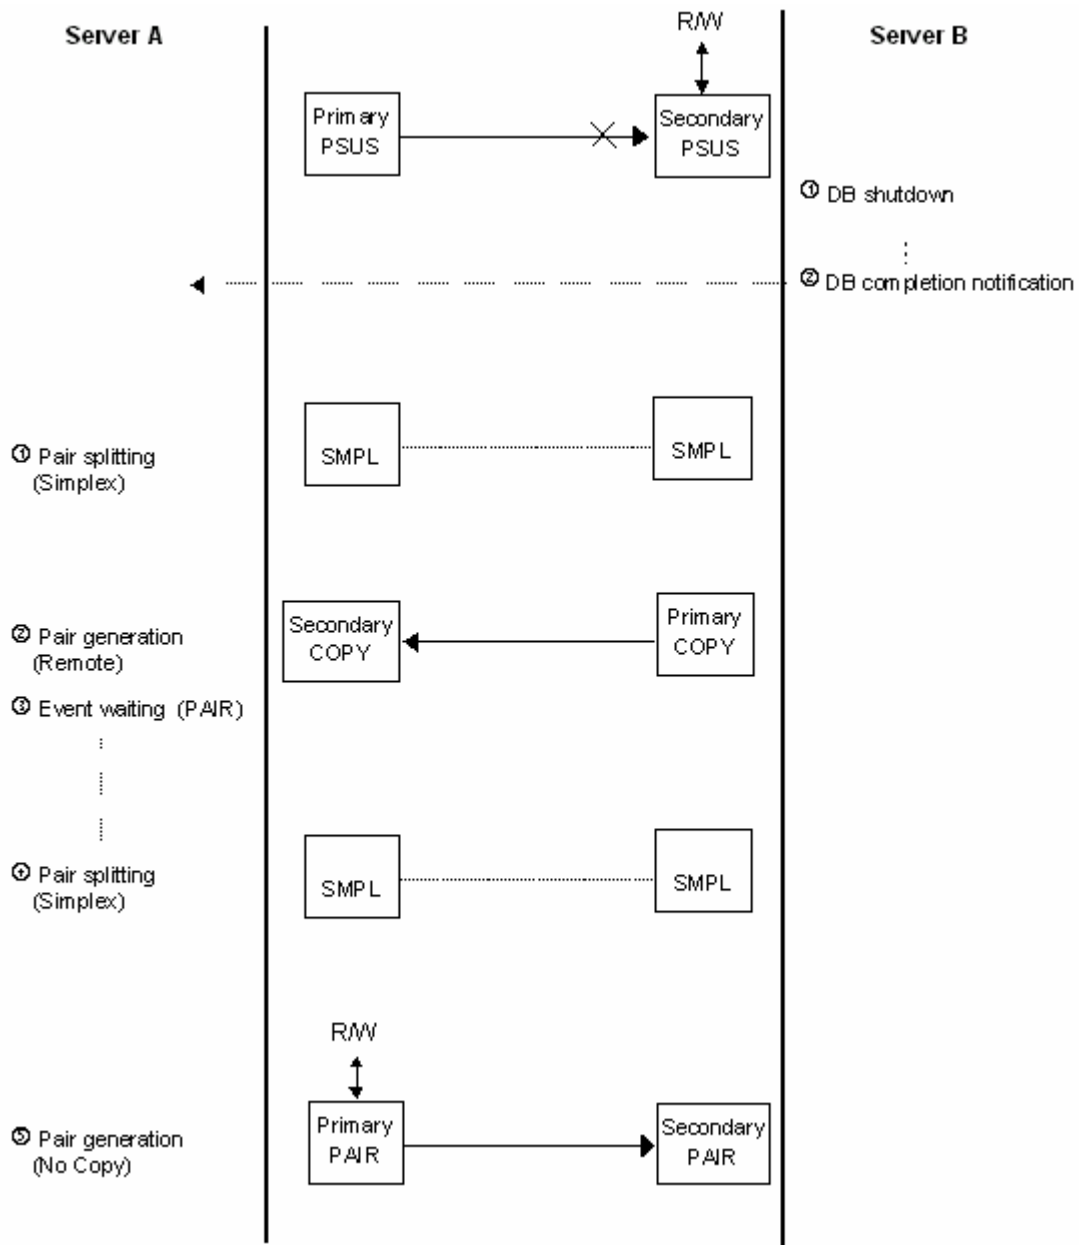 Server A
R/W
Server B
Primary
PSUS
Secondary
PSUS
① DB shutdown
② DB completion notification
① Pair splitting
(Simplex)
SMPL
SMPL
② Pair generation
(Remote)
Secondary
COPY
Primary
COPY
③ Event waiting (PAIR)
④ Pair splitting
(Simplex)
SMPL
SMPL
R/W
⑤ Pair generation
(No Copy)
Primary
PAIR
Secondary
PAIR